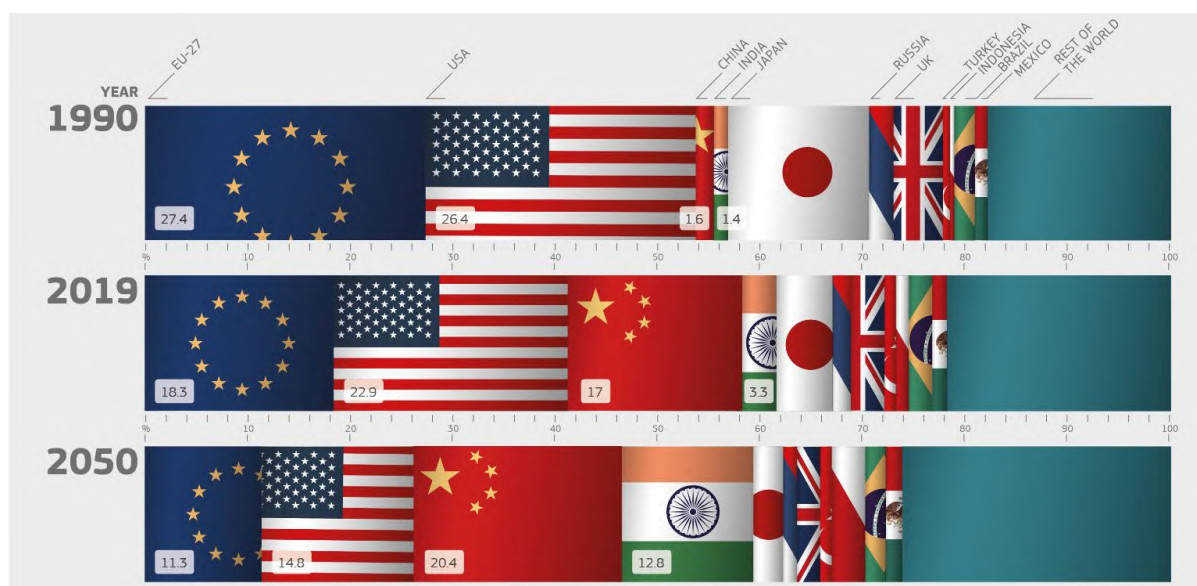 EU-27
USA
CHINA
INDIA
JAPAN
RUSSIA
UK
TURKEY
INDONESIA
BRAZIL
MEXICO
REST OF
THE WORLD
YEAR
1990
27.4
26.4
1.6
1.4
% 10 20 30 40 50 60 70 80 90 100
2019
18.3
22.9
17
3.3
% 10 20 30 40 50 60 70 80 90 100
2050
11.3
14.8
20.4
12.8